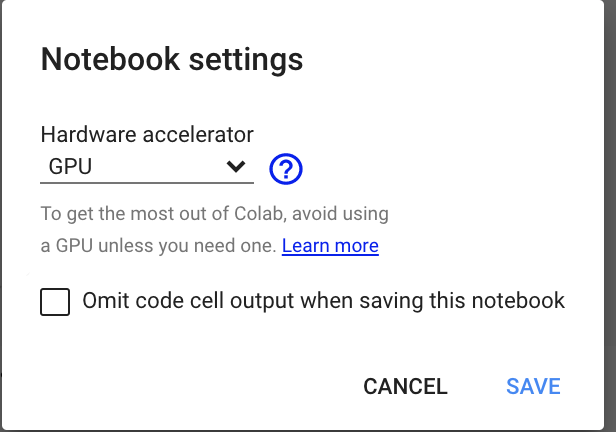 Notebook settings
Hardware accelerator
GPU
?
To get the most out of Colab, avoid using
a GPU unless you need one. Learn more
Omit code cell output when saving this notebook
CANCEL SAVE